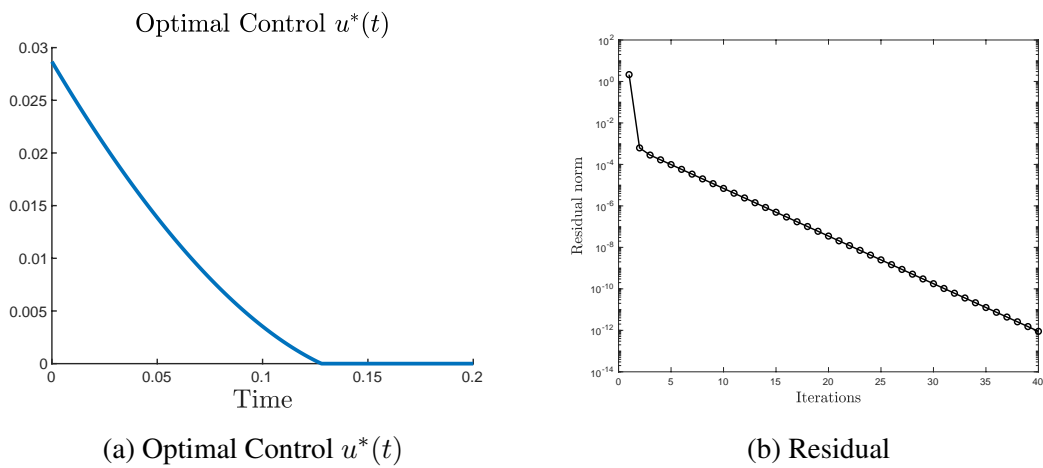 Optimal Control u*(t)
0.03
0.025
0.02
0.015
0.01
0.005
0
0 0.05 0.1 0.15 0.2
Time
(a) Optimal Control u*(t)
10^2
10^0
10^-2
10^-4
10^-6
10^-8
10^-10
10^-12
10^-14
Residual norm
0 5 10 15 20 25 30 35 40
Iterations
(b) Residual